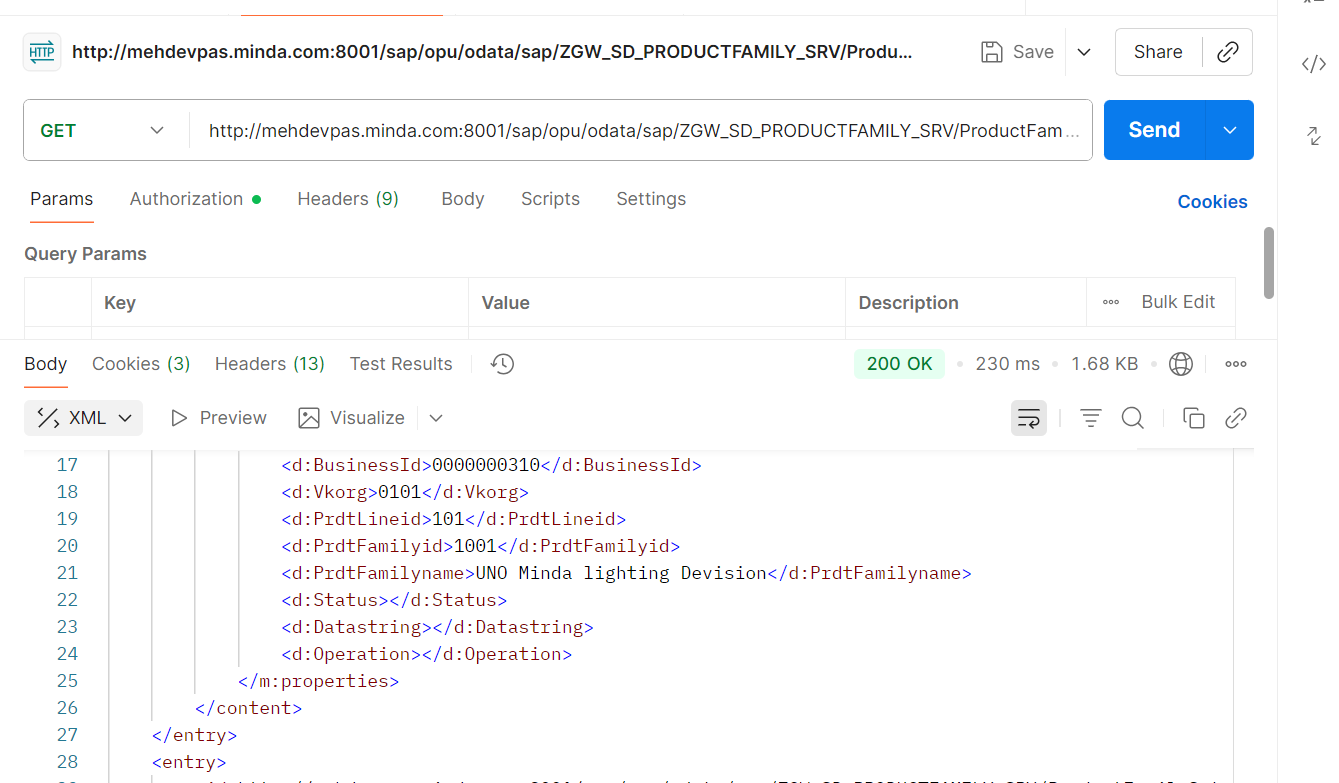 HTTP http://mehdevpas.minda.com:8001/sap/opu/odata/sap/ZGW_SD_PRODUCTFAMILY_SRV/Produ... Save Share
GET http://mehdevpas.minda.com:8001/sap/opu/odata/sap/ZGW_SD_PRODUCTFAMILY_SRV/ProductFam... Send
Params Authorization Headers (9) Body Scripts Settings Cookies
Query Params
Key Value Description Bulk Edit
Body Cookies (3) Headers (13) Test Results 200 OK 230 ms 1.68 KB
XML Preview Visualize
17 <d:BusinessId>0000000310</d:BusinessId>
18 <d:Vkorg>0101</d:Vkorg>
19 <d:PrdtLineid>101</d:PrdtLineid>
20 <d:PrdtFamilyid>1001</d:PrdtFamilyid>
21 <d:PrdtFamilyname>UNO Minda lighting Devision</d:PrdtFamilyname>
22 <d:Status></d:Status>
23 <d:Datastring></d:Datastring>
24 <d:Operation></d:Operation>
25 </m:properties>
26 </content>
27 </entry>
28 <entry>